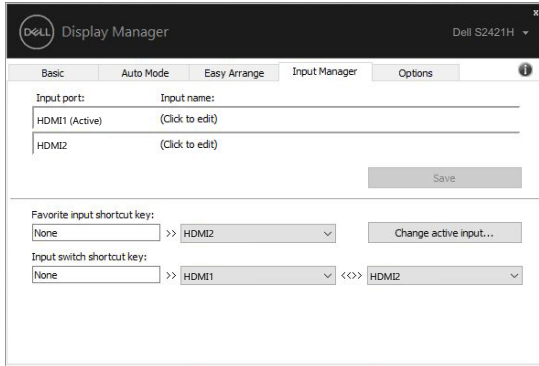 x
DELL Display Manager Dell S2421H
Basic Auto Mode Easy Arrange Input Manager Options i
Input port: Input name:
HDMI1 (Active) (Click to edit)
HDMI2 (Click to edit)
Save
Favorite input shortcut key:
None >> HDMI2 Change active input...
Input switch shortcut key:
None >> HDMI1 <<>> HDMI2